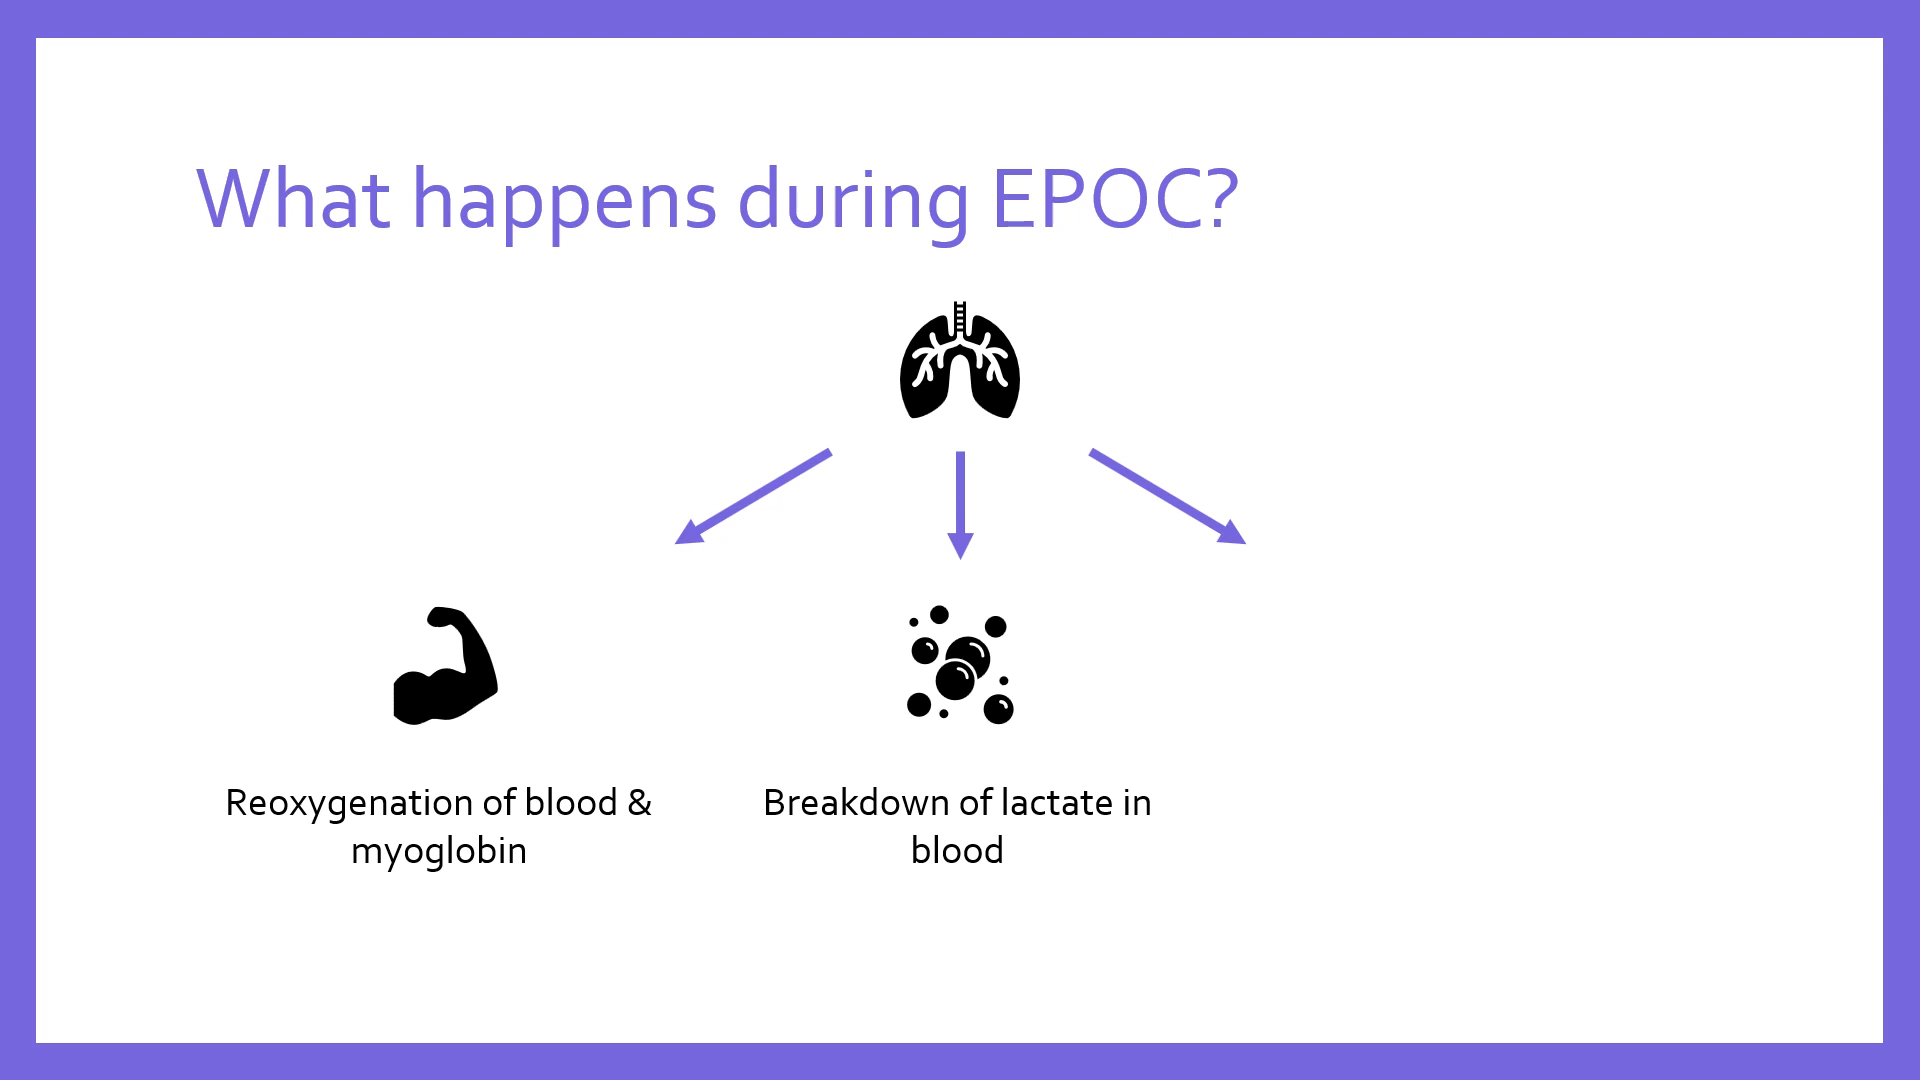 What happens during EPOC?
Reoxygenation of blood &
myoglobin
Breakdown of lactate in
blood